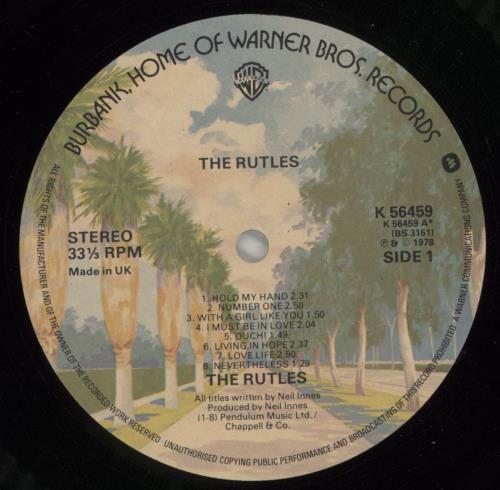 BURBANK, HOME OF WARNER BROS. RECORDS
THE RUTLES
STEREO
33⅓ RPM
Made in UK
K 56459
K 56459 A*
(BS 3151)
Ⓟ & © 1978
SIDE 1
1. HOLD MY HAND 2.31
2. NUMBER ONE 2.50
3. WITH A GIRL LIKE YOU 1.50
4. I MUST BE IN LOVE 2.04
5. OUCH! 1.49
6. LIVING IN HOPE 2.37
7. LOVE LIFE 2.50
8. NEVERTHELESS 1.29
THE RUTLES
All titles written by Neil Innes
Produced by Neil Innes
(1-8) Pendulum Music Ltd./
Chappell & Co.
ALL RIGHTS OF THE MANUFACTURER AND OF THE OWNER OF THE RECORDED WORK RESERVED · UNAUTHORISED COPYING PUBLIC PERFORMANCE AND BROADCASTING OF THIS RECORD PROHIBITED · A WARNER COMMUNICATIONS COMPANY